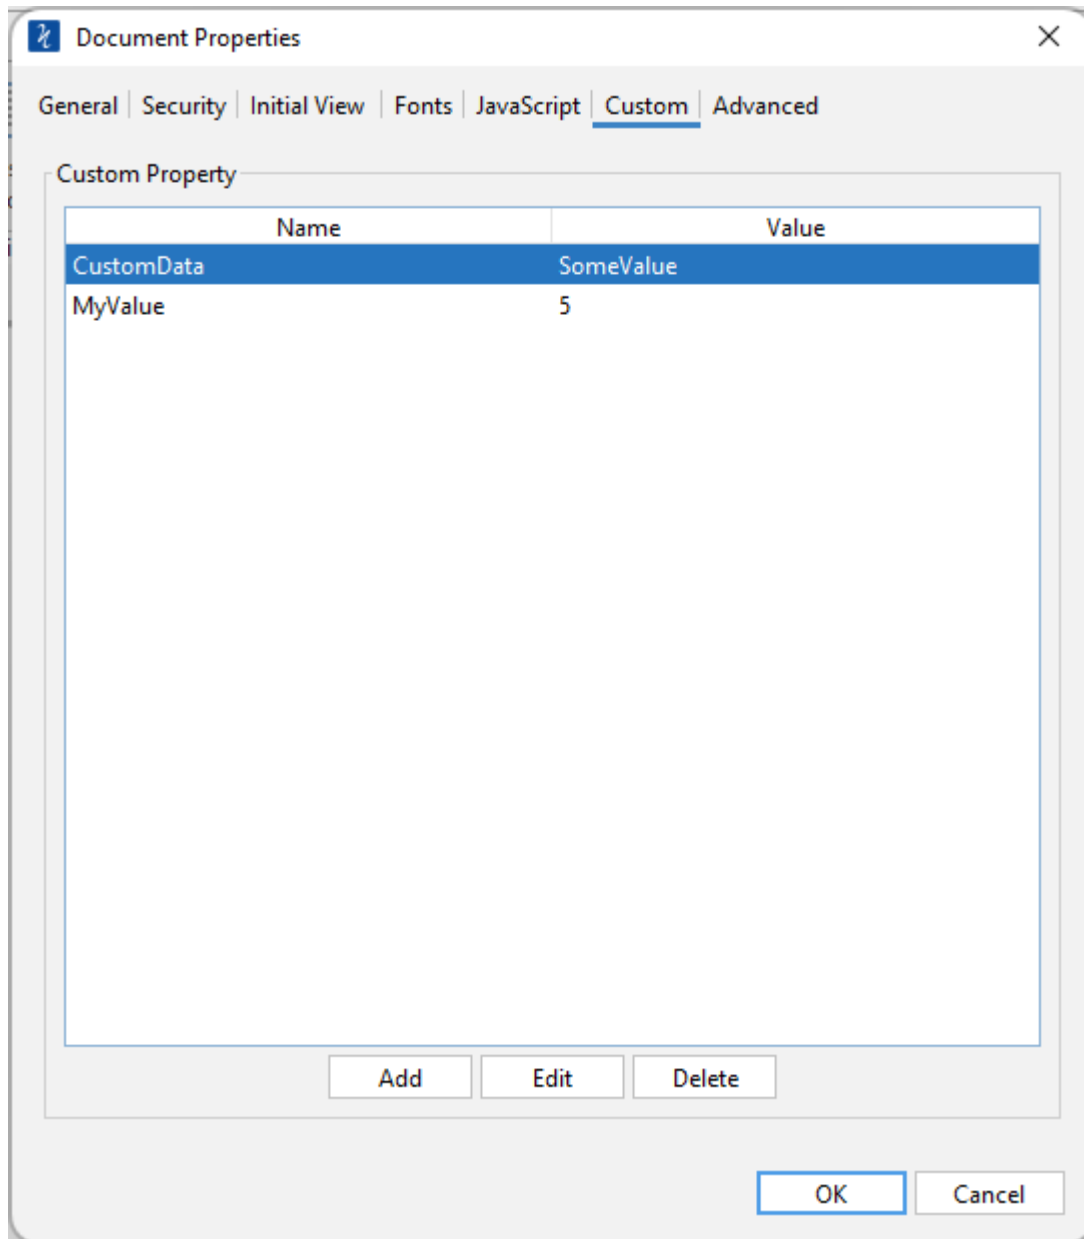 Document Properties
General Security Initial View Fonts JavaScript Custom Advanced
Custom Property
Name Value
CustomData SomeValue
MyValue 5
Add Edit Delete
OK Cancel